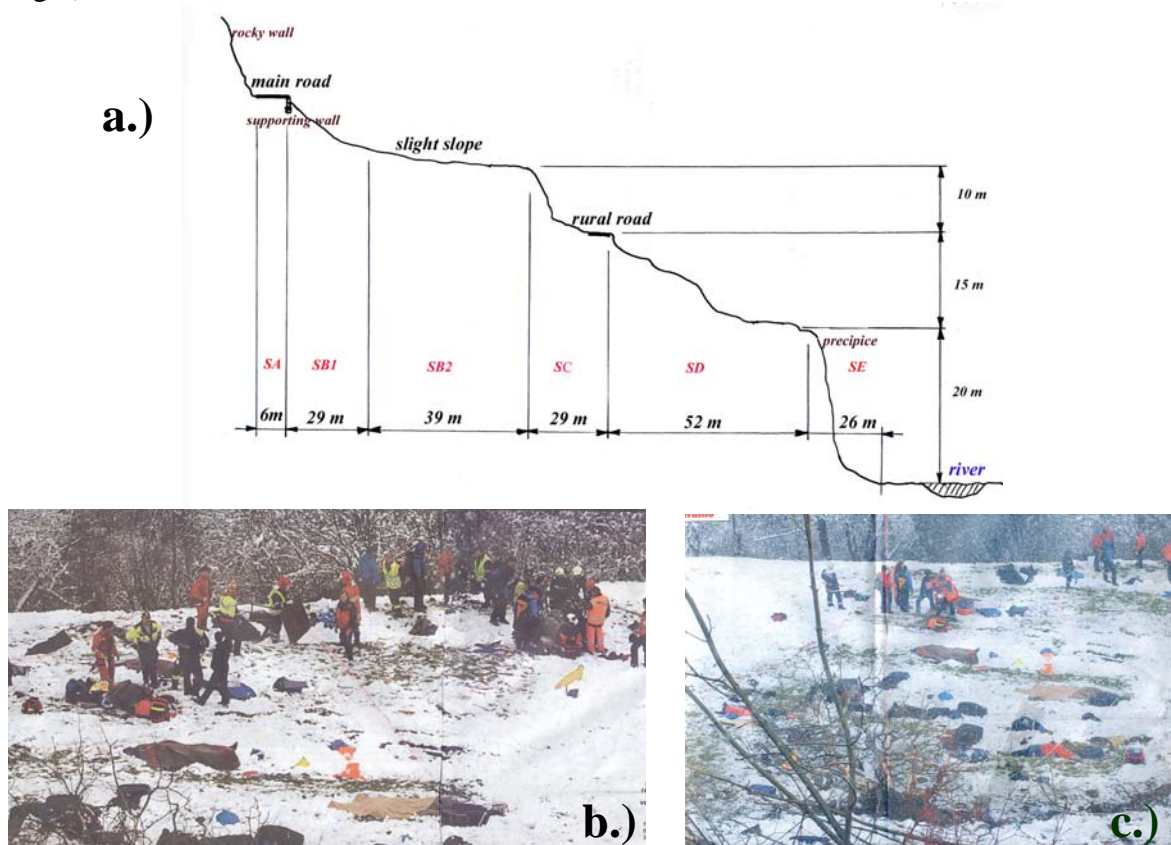 rocky wall
main road
a.)
supporting wall
slight slope
10 m
rural road
15 m
precipice
SA SB1 SB2 SC SD SE
20 m
6m 29 m 39 m 29 m 52 m 26 m
river
b.)
c.)